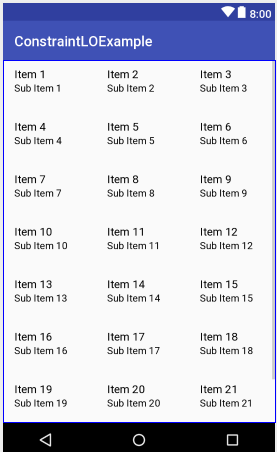 8:00
ConstraintLOExample
Item 1 Item 2 Item 3
Sub Item 1 Sub Item 2 Sub Item 3
Item 4 Item 5 Item 6
Sub Item 4 Sub Item 5 Sub Item 6
Item 7 Item 8 Item 9
Sub Item 7 Sub Item 8 Sub Item 9
Item 10 Item 11 Item 12
Sub Item 10 Sub Item 11 Sub Item 12
Item 13 Item 14 Item 15
Sub Item 13 Sub Item 14 Sub Item 15
Item 16 Item 17 Item 18
Sub Item 16 Sub Item 17 Sub Item 18
Item 19 Item 20 Item 21
Sub Item 19 Sub Item 20 Sub Item 21